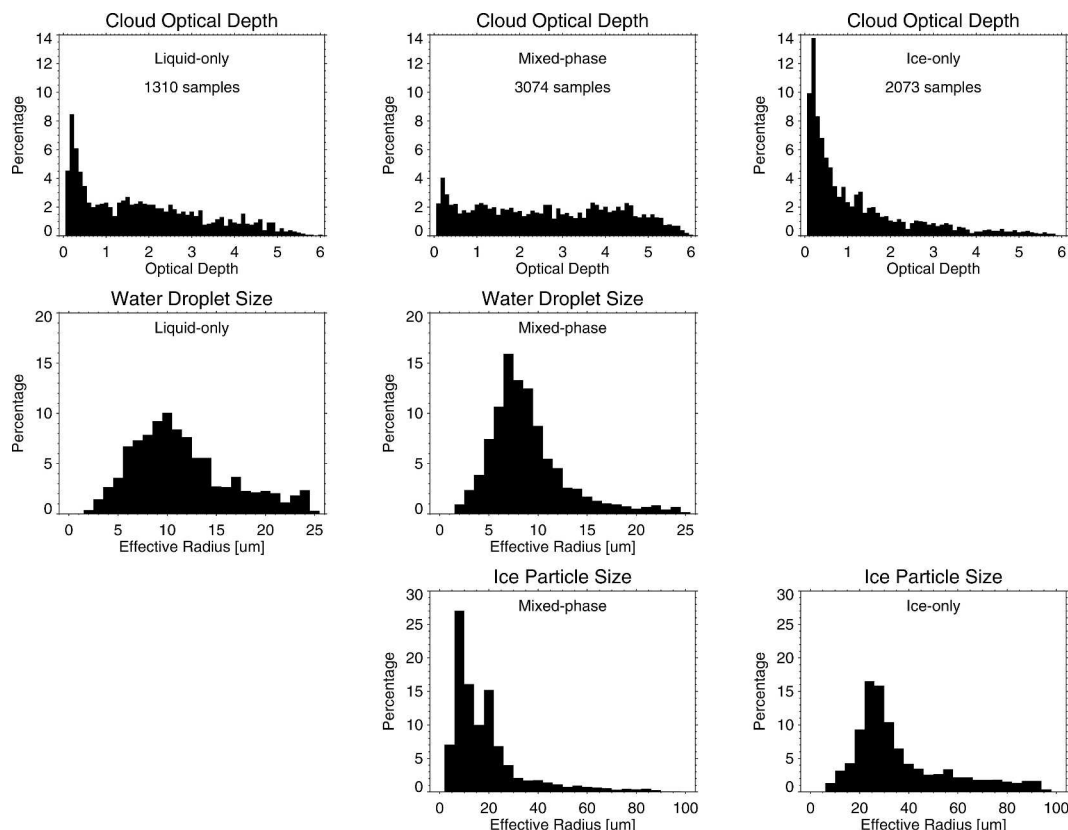 Cloud Optical Depth
Liquid-only
1310 samples
Percentage
14
12
10
8
6
4
2
0
0 1 2 3 4 5 6
Optical Depth
Cloud Optical Depth
Mixed-phase
3074 samples
Percentage
14
12
10
8
6
4
2
0
0 1 2 3 4 5 6
Optical Depth
Cloud Optical Depth
Ice-only
2073 samples
Percentage
14
12
10
8
6
4
2
0
0 1 2 3 4 5 6
Optical Depth
Water Droplet Size
Liquid-only
Percentage
20
15
10
5
0
0 5 10 15 20 25
Effective Radius [um]
Water Droplet Size
Mixed-phase
Percentage
20
15
10
5
0
0 5 10 15 20 25
Effective Radius [um]
Ice Particle Size
Mixed-phase
Percentage
30
25
20
15
10
5
0
0 20 40 60 80 100
Effective Radius [um]
Ice Particle Size
Ice-only
Percentage
30
25
20
15
10
5
0
0 20 40 60 80 100
Effective Radius [um]